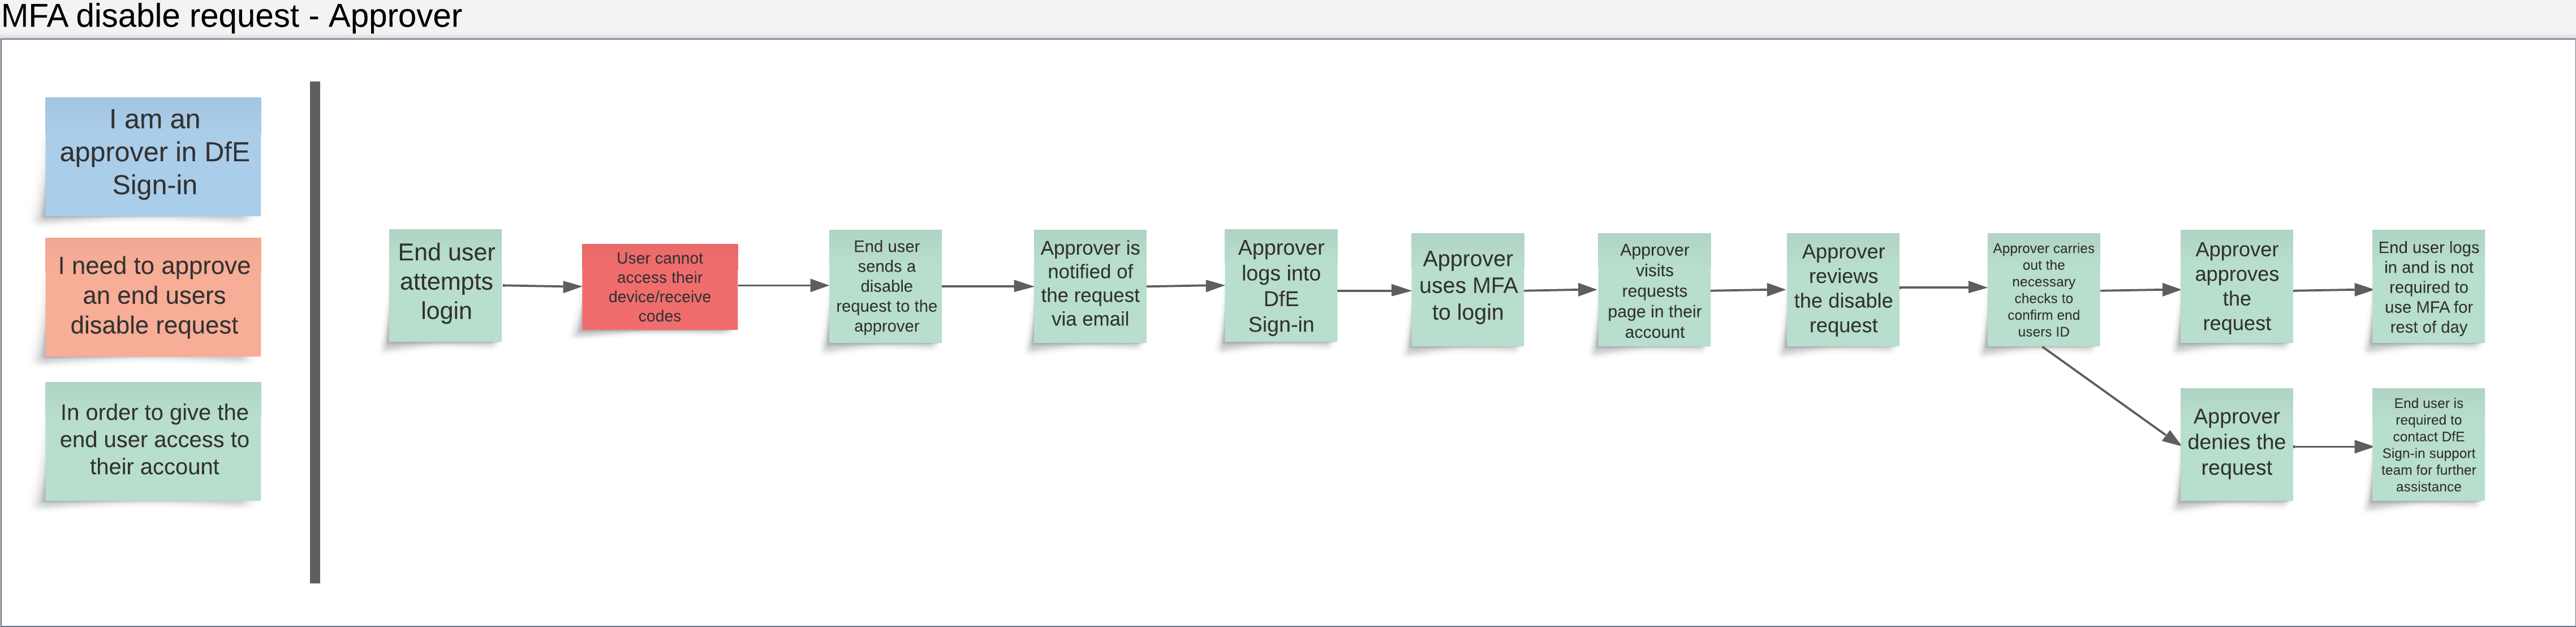 MFA disable request - Approver
I am an
approver in DfE
Sign-in
I need to approve
an end users
disable request
In order to give the
end user access to
their account
End user
attempts
login
User cannot
access their
device/receive
codes
End user
sends a
disable
request to the
approver
Approver is
notified of
the request
via email
Approver
logs into
DfE
Sign-in
Approver
uses MFA
to login
Approver
visits
requests
page in their
account
Approver
reviews
the disable
request
Approver carries
out the
necessary
checks to
confirm end
users ID
Approver
approves
the
request
End user logs
in and is not
required to
use MFA for
rest of day
Approver
denies the
request
End user is
required to
contact DfE
Sign-in support
team for further
assistance